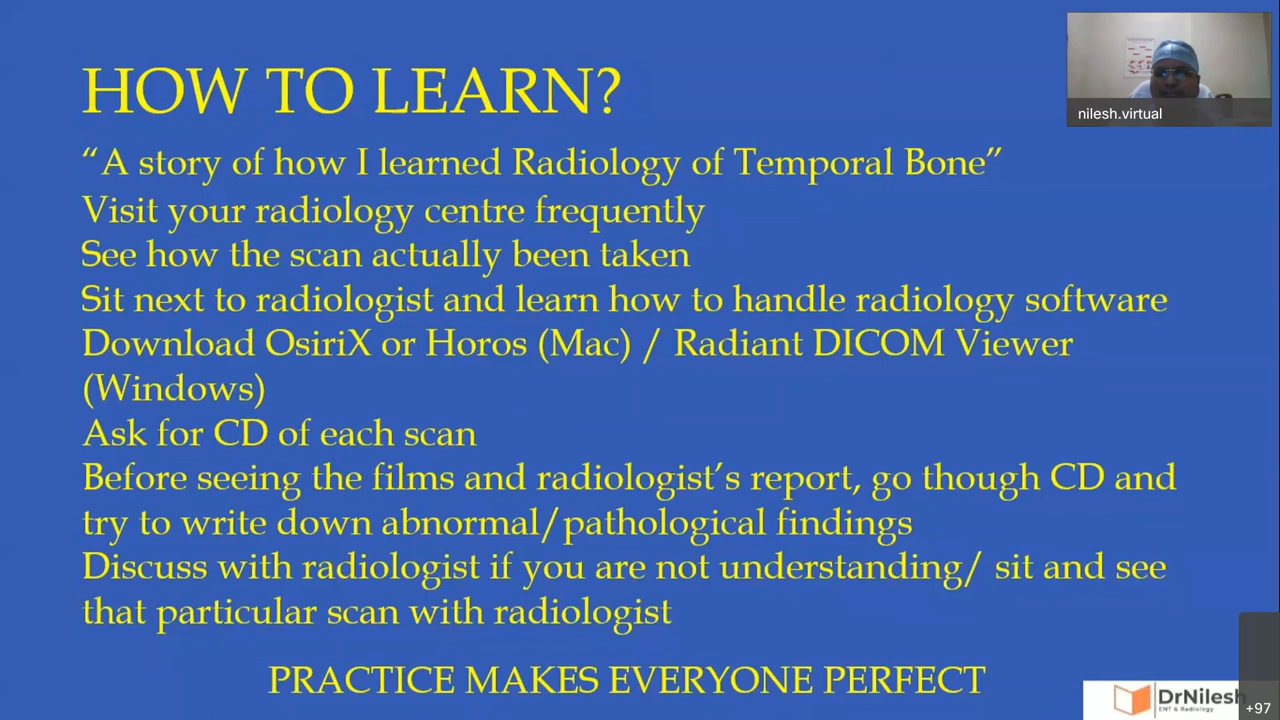 HOW TO LEARN?
“A story of how I learned Radiology of Temporal Bone”
Visit your radiology centre frequently
See how the scan actually been taken
Sit next to radiologist and learn how to handle radiology software
Download OsiriX or Horos (Mac) / Radiant DICOM Viewer
(Windows)
Ask for CD of each scan
Before seeing the films and radiologist’s report, go though CD and
try to write down abnormal/pathological findings
Discuss with radiologist if you are not understanding/ sit and see
that particular scan with radiologist
PRACTICE MAKES EVERYONE PERFECT
nilesh.virtual
DrNilesh
ENT & Radiology
+97